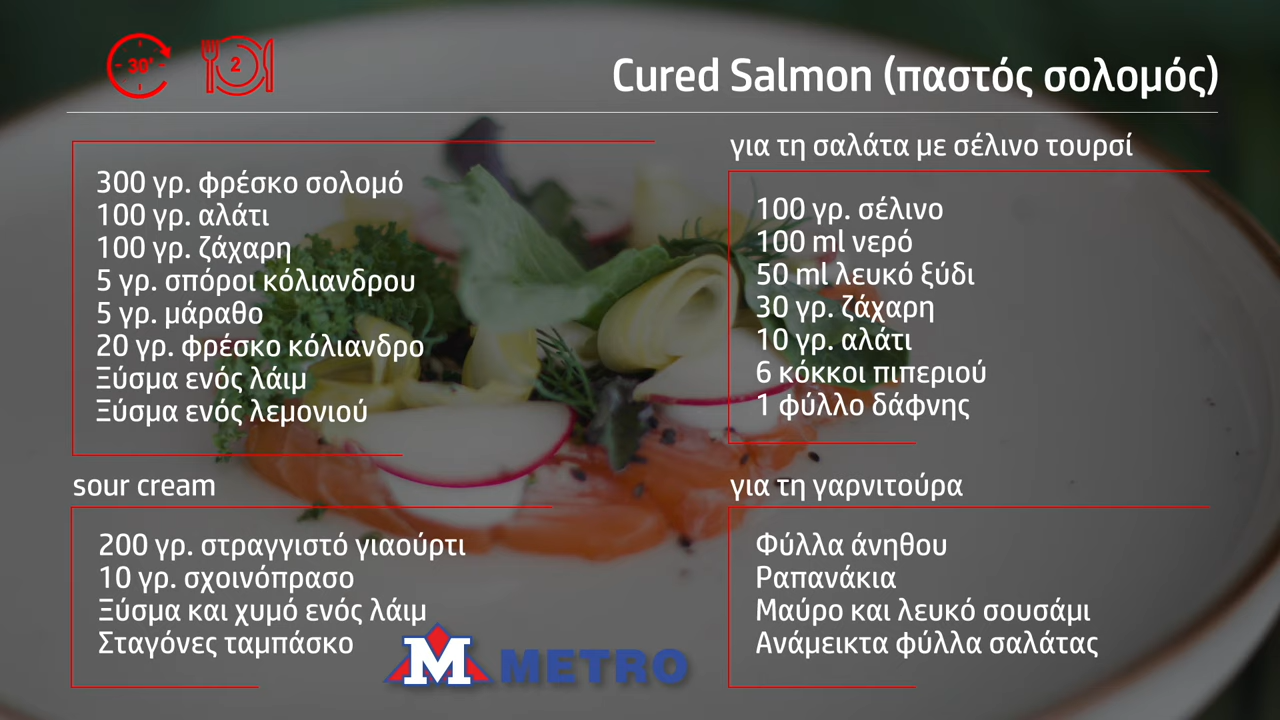 30'
2
Cured Salmon (παστός σολομός)
300 γρ. φρέσκο σολομό
100 γρ. αλάτι
100 γρ. ζάχαρη
5 γρ. σπόροι κόλιανδρου
5 γρ. μάραθο
20 γρ. φρέσκο κόλιανδρο
Ξύσμα ενός λάιμ
Ξύσμα ενός λεμονιού
sour cream
200 γρ. στραγγιστό γιαούρτι
10 γρ. σχοινόπρασο
Ξύσμα και χυμό ενός λάιμ
Σταγόνες ταμπάσκο
για τη σαλάτα με σέλινο τουρσί
100 γρ. σέλινο
100 ml νερό
50 ml λευκό ξύδι
30 γρ. ζάχαρη
10 γρ. αλάτι
6 κόκκοι πιπεριού
1 φύλλο δάφνης
για τη γαρνιτούρα
Φύλλα άνηθου
Ραπανάκια
Μαύρο και λευκό σουσάμι
Ανάμεικτα φύλλα σαλάτας
M METRO